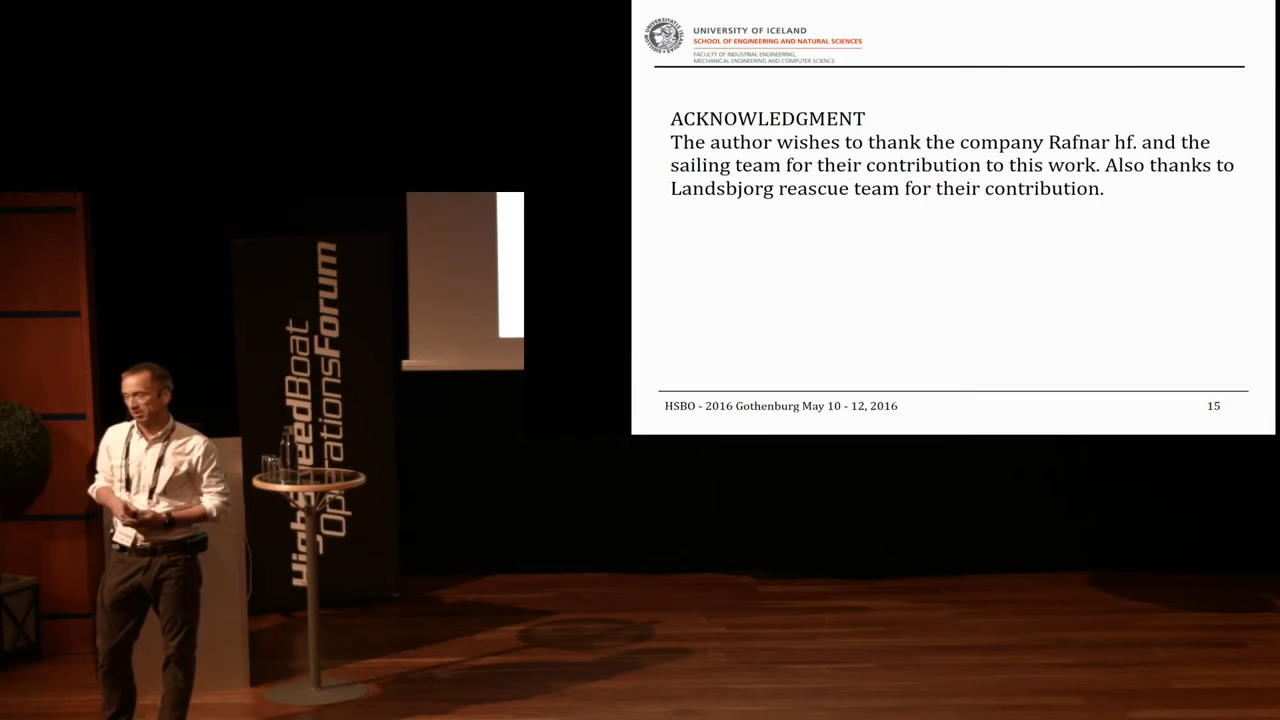 UNIVERSITY OF ICELAND
SCHOOL OF ENGINEERING AND NATURAL SCIENCES
FACULTY OF INDUSTRIAL ENGINEERING,
MECHANICAL ENGINEERING AND COMPUTER SCIENCE
ACKNOWLEDGMENT
The author wishes to thank the company Rafnar hf. and the
sailing team for their contribution to this work. Also thanks to
Landsbjorg reascue team for their contribution.
HSBO - 2016 Gothenburg May 10 - 12, 2016
15
HighSpeedBoat
OperationsForum